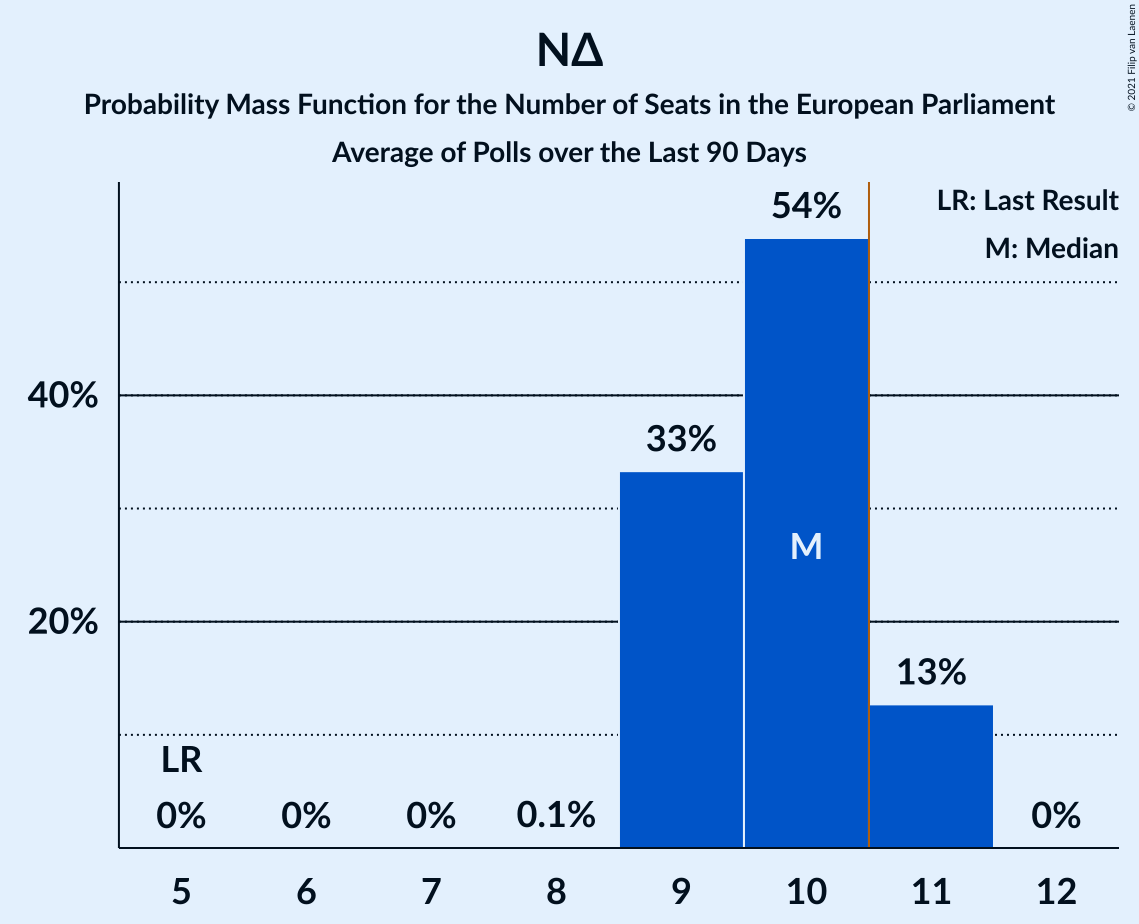 © 2021 Filip van Laenen
ΝΔ
Probability Mass Function for the Number of Seats in the European Parliament
Average of Polls over the Last 90 Days
LR: Last Result
M: Median
54%
40%
33%
M
20%
13%
LR
0% 0% 0% 0.1% 0%
5 6 7 8 9 10 11 12